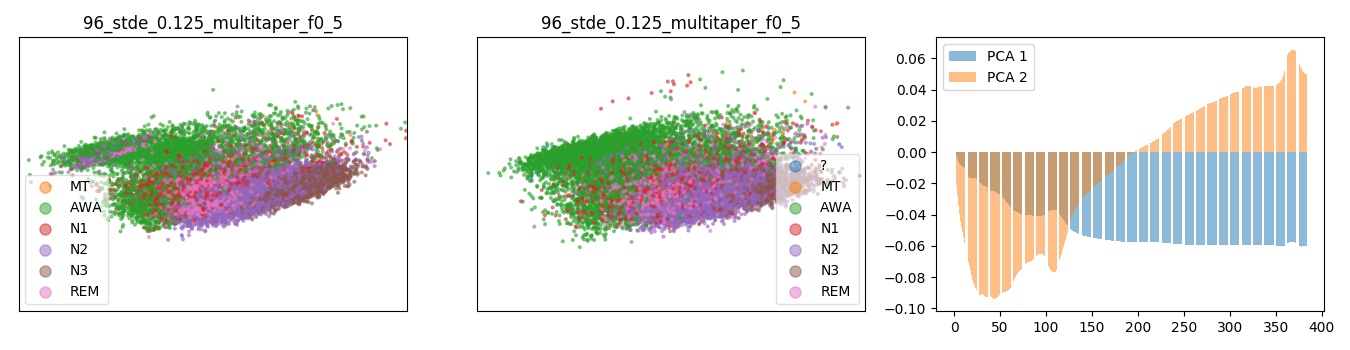 96_stde_0.125_multitaper_f0_5
MT
AWA
N1
N2
N3
REM
96_stde_0.125_multitaper_f0_5
?
MT
AWA
N1
N2
N3
REM
PCA 1
PCA 2
0.06
0.04
0.02
0.00
−0.02
−0.04
−0.06
−0.08
−0.10
0 50 100 150 200 250 300 350 400